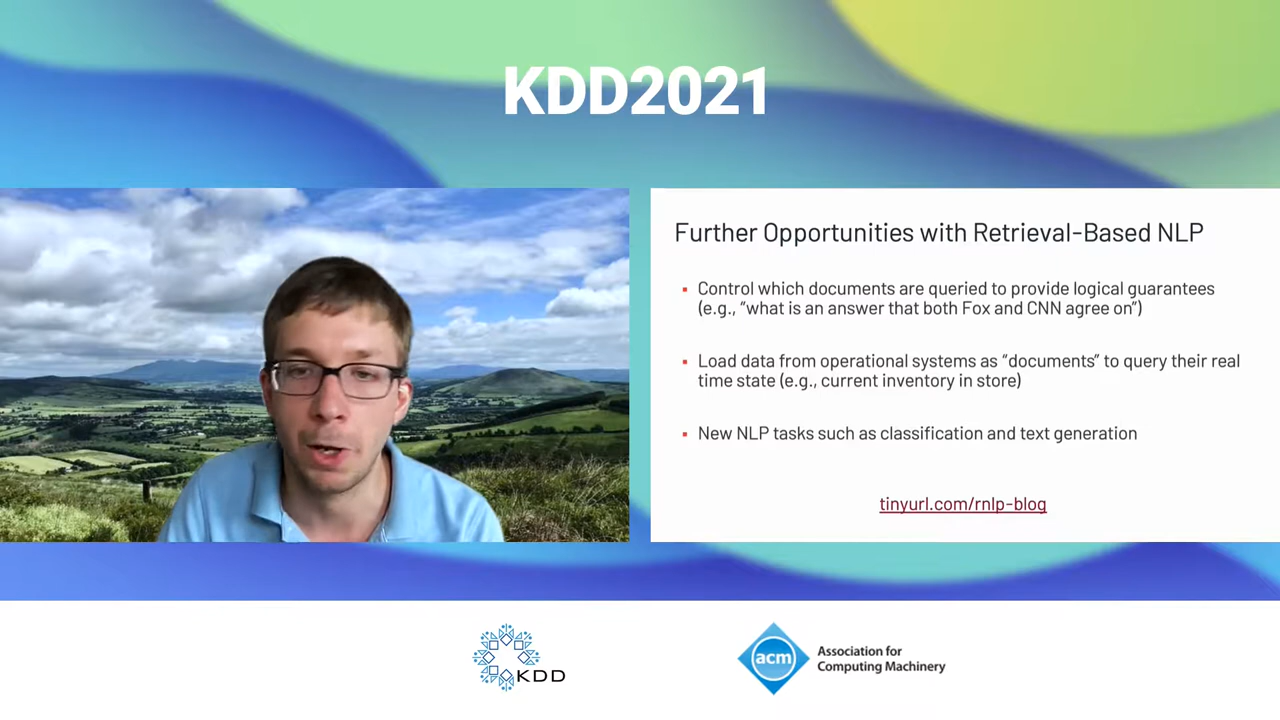 KDD2021
Further Opportunities with Retrieval-Based NLP
▪ Control which documents are queried to provide logical guarantees
(e.g., “what is an answer that both Fox and CNN agree on”)
▪ Load data from operational systems as “documents” to query their real
time state (e.g., current inventory in store)
▪ New NLP tasks such as classification and text generation
tinyurl.com/rnlp-blog
KDD
acm
Association for
Computing Machinery